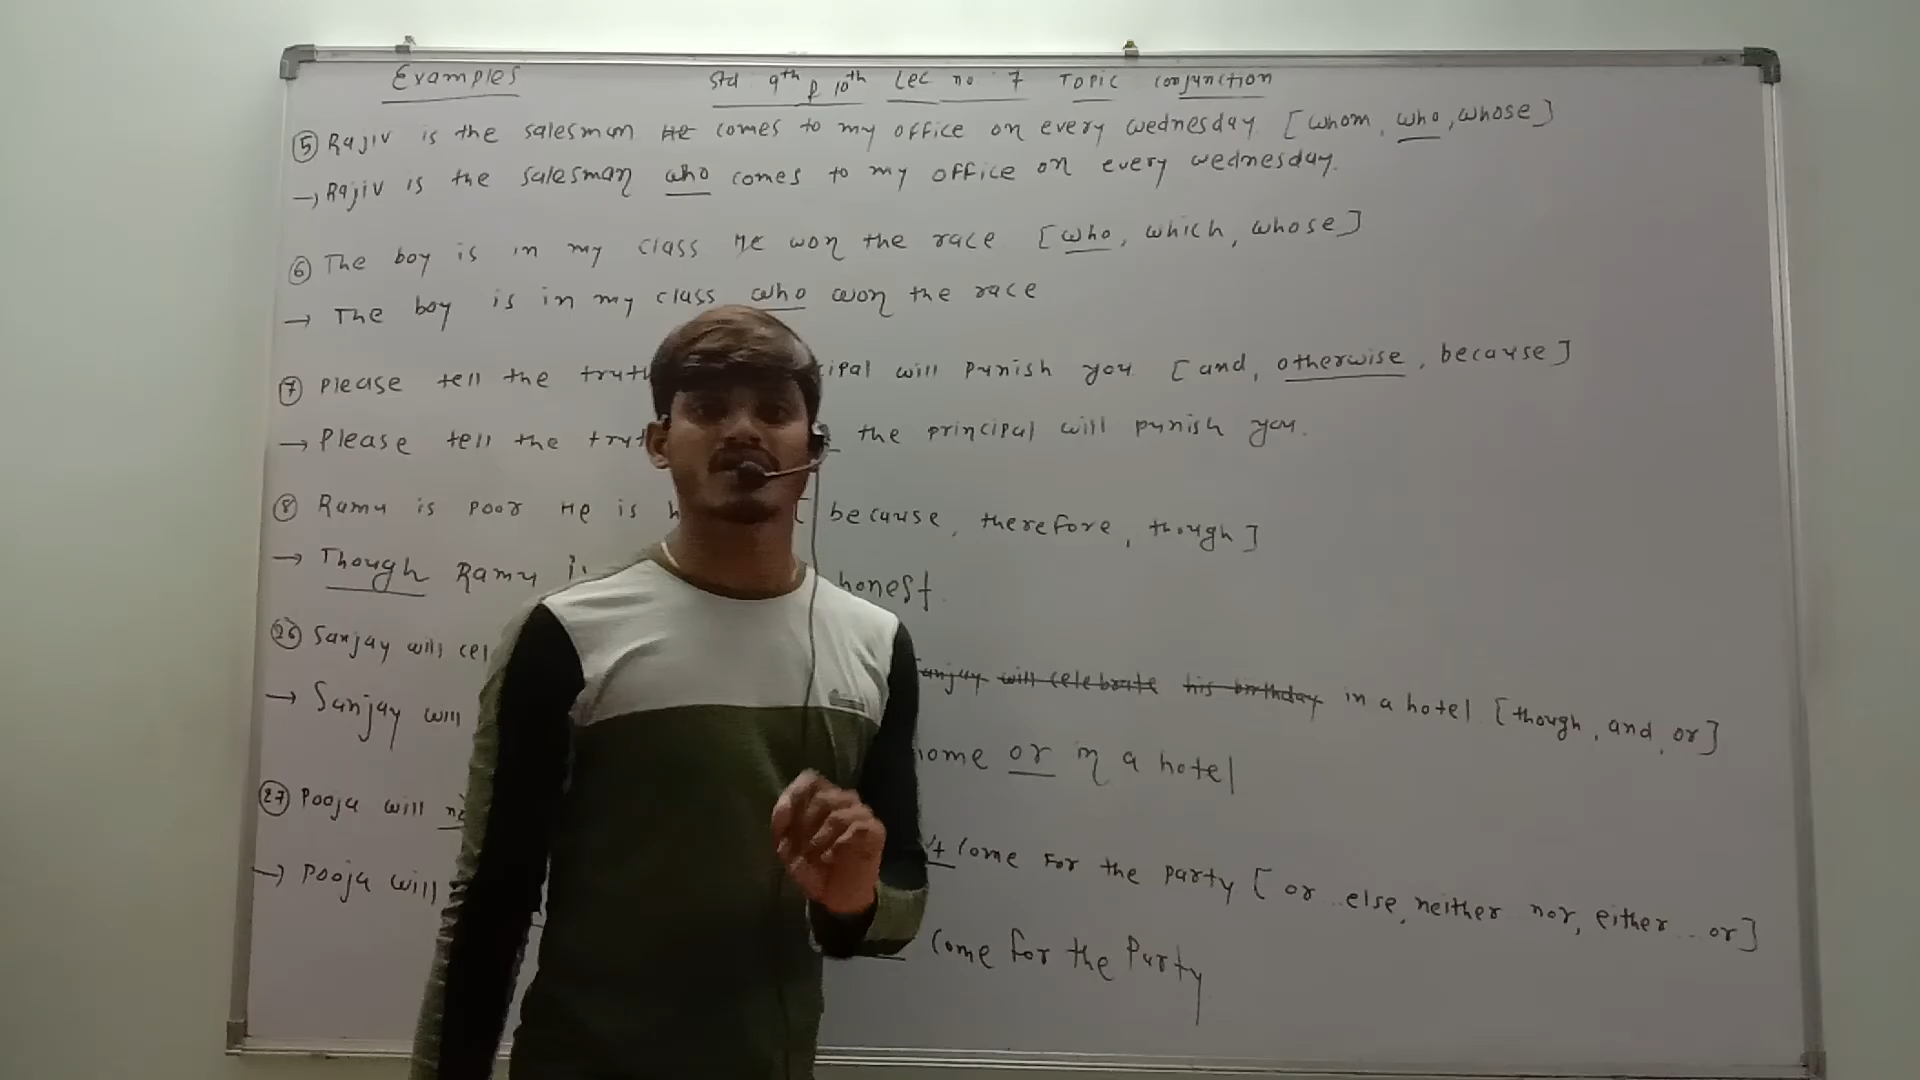 Examples Std 9th & 10th Lec no 7 Topic conjunction
⑤ Rajiv is the salesman He comes to my office on every wednesday [whom, who, whose]
→ Rajiv is the salesman who comes to my office on every wednesday.
⑥ The boy is in my class He won the race [who, which, whose]
→ The boy is in my class who won the race
⑦ Please tell the will punish you [and, otherwise, because]
→ Please tell the the principal will punish you.
⑧ Ramu is poor He is [because, therefore, though]
→ Though Ramu honest.
㉖ Sanjay will will celebrate his birthday in a hotel [though, and, or]
→ Sanjay will or in a hotel
㉗ Pooja will come for the party [or else, neither nor, either .. or]
→ Pooja will come for the party